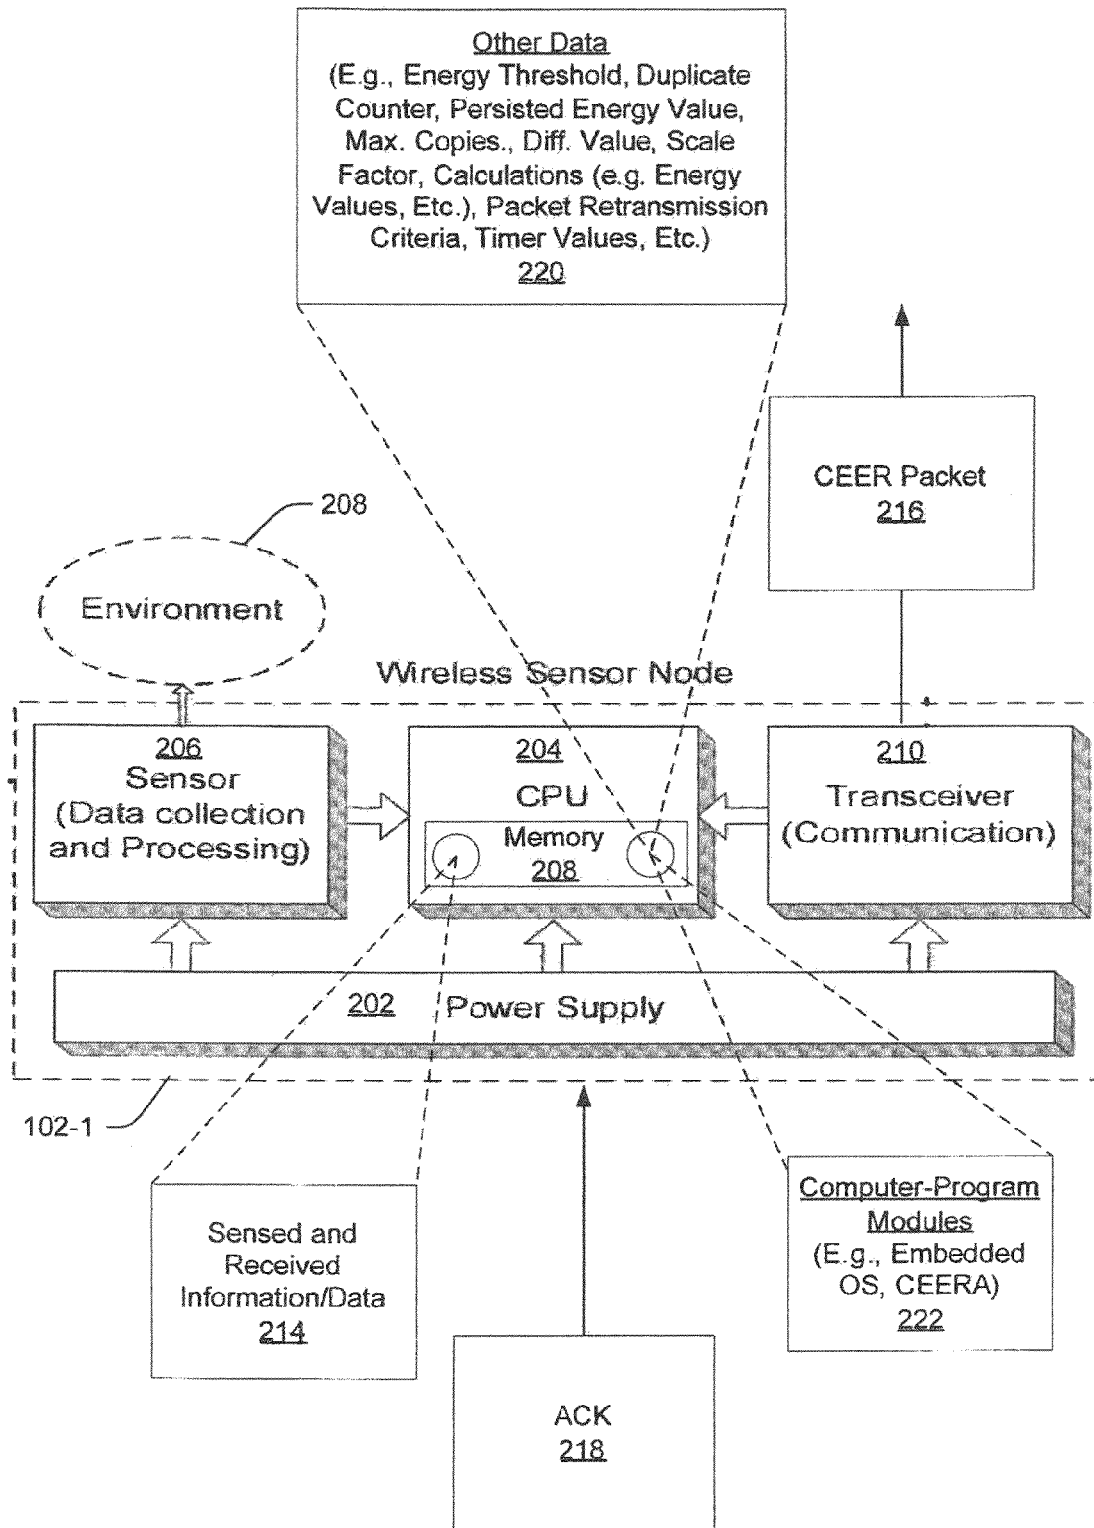 Other Data
(E.g., Energy Threshold, Duplicate
Counter, Persisted Energy Value,
Max. Copies., Diff. Value, Scale
Factor, Calculations (e.g. Energy
Values, Etc.), Packet Retransmission
Criteria, Timer Values, Etc.)
220
CEER Packet
216
208
Environment
Wireless Sensor Node
206
Sensor
(Data collection
and Processing)
204
CPU
Memory
208
210
Transceiver
(Communication)
202 Power Supply
102-1
Sensed and
Received
Information/Data
214
Computer-Program
Modules
(E.g., Embedded
OS, CEERA)
222
ACK
218